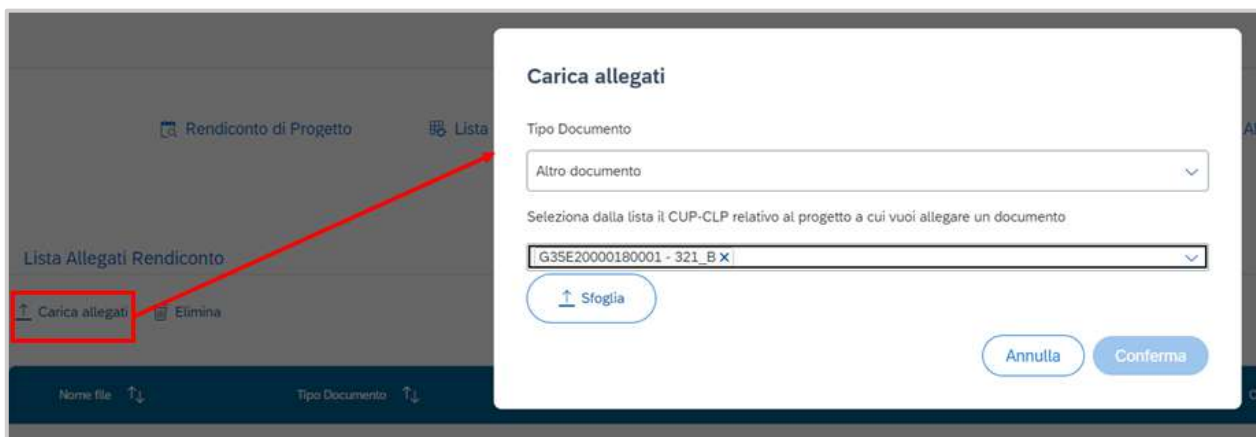 Carica allegati
Rendiconto di Progetto
Lista
Tipo Documento
Altro documento
Seleziona dalla lista il CUP-CLP relativo al progetto a cui vuoi allegare un documento
Lista Allegati Rendiconto
G35E20000180001 - 321_B ×
Carica allegati
Elimina
Sfoglia
Annulla
Conferma
Nome file
Tipo Documento